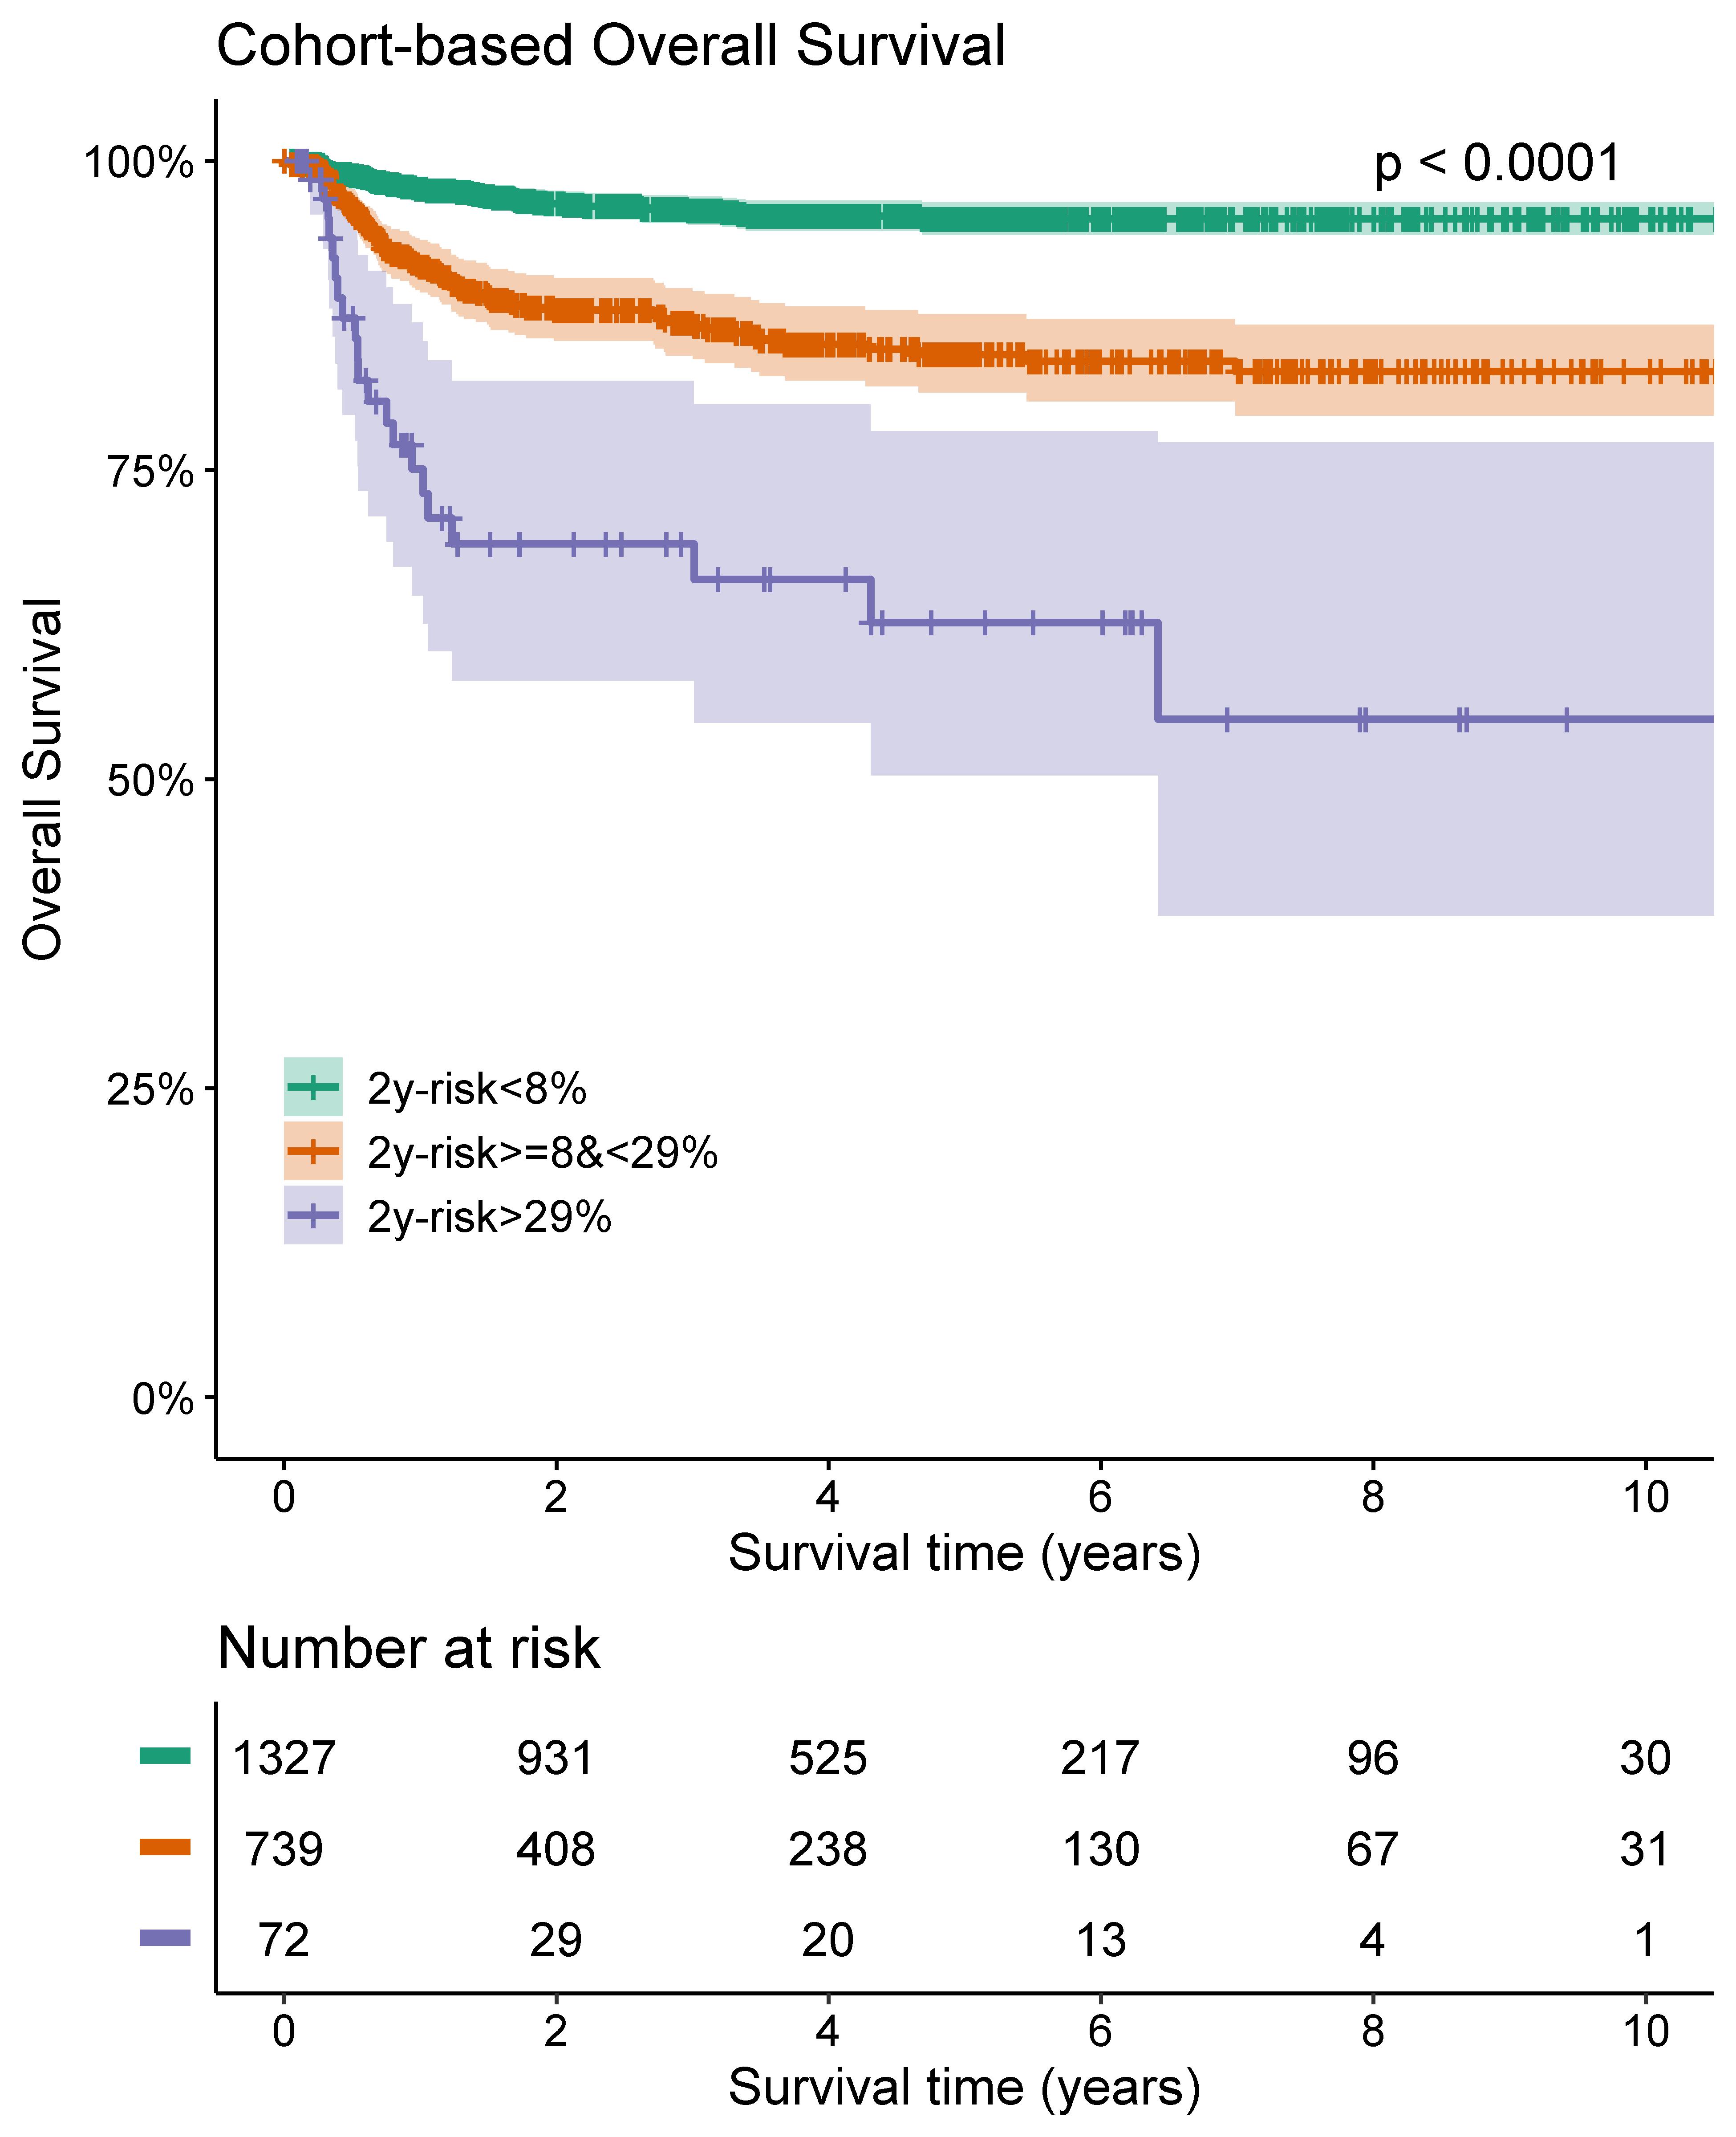 Cohort-based Overall Survival
p < 0.0001
100%
75%
50%
25%
0%
Overall Survival
2y-risk<8%
2y-risk>=8&<29%
2y-risk>29%
0 2 4 6 8 10
Survival time (years)
Number at risk
1327 931 525 217 96 30
739 408 238 130 67 31
72 29 20 13 4 1
0 2 4 6 8 10
Survival time (years)